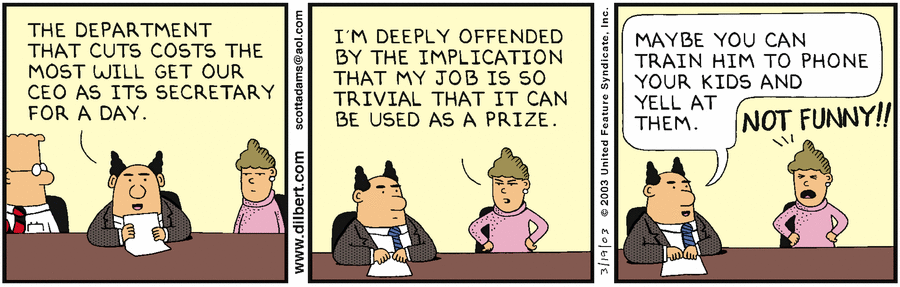 THE DEPARTMENT
THAT CUTS COSTS THE
MOST WILL GET OUR
CEO AS ITS SECRETARY
FOR A DAY.
www.dilbert.com scottadams@aol.com
I'M DEEPLY OFFENDED
BY THE IMPLICATION
THAT MY JOB IS SO
TRIVIAL THAT IT CAN
BE USED AS A PRIZE.
3/19/03 © 2003 United Feature Syndicate, Inc.
MAYBE YOU CAN
TRAIN HIM TO PHONE
YOUR KIDS AND
YELL AT
THEM.
NOT FUNNY!!